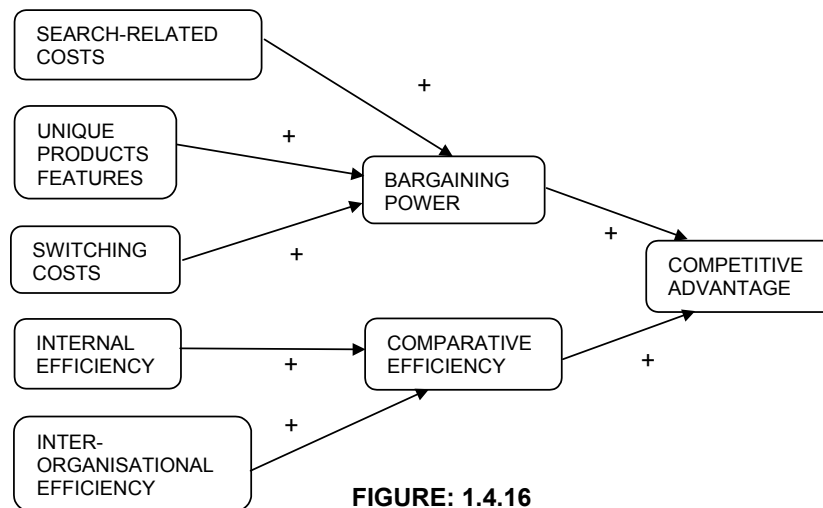 SEARCH-RELATED
COSTS
+
UNIQUE
PRODUCTS
FEATURES
+
BARGAINING
POWER
SWITCHING
COSTS
+
+
COMPETITIVE
ADVANTAGE
INTERNAL
EFFICIENCY
+
COMPARATIVE
EFFICIENCY
+
INTER-
ORGANISATIONAL
EFFICIENCY
+
FIGURE: 1.4.16